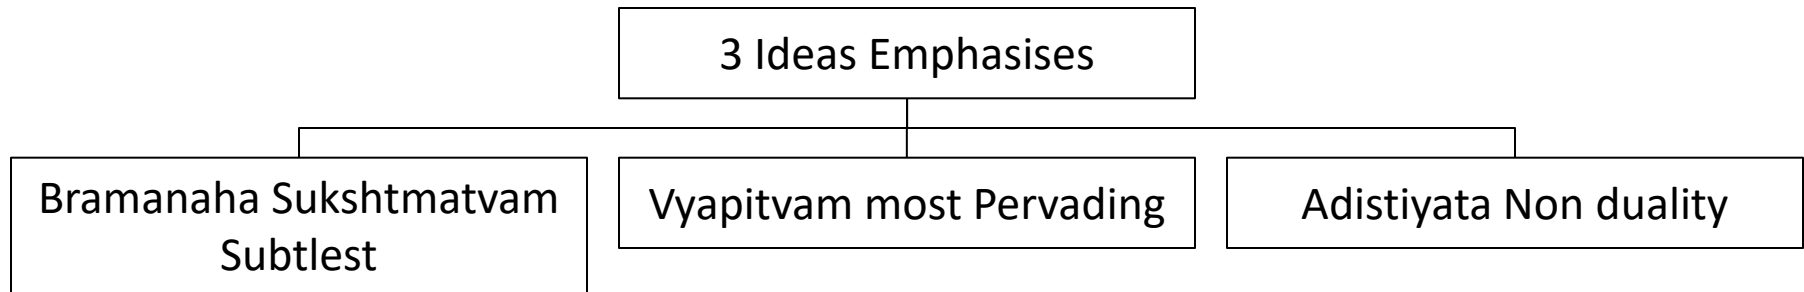 3 Ideas Emphasises
Bramanaha Sukshtmatvam
Subtlest
Vyapitvam most Pervading
Adistiyata Non duality